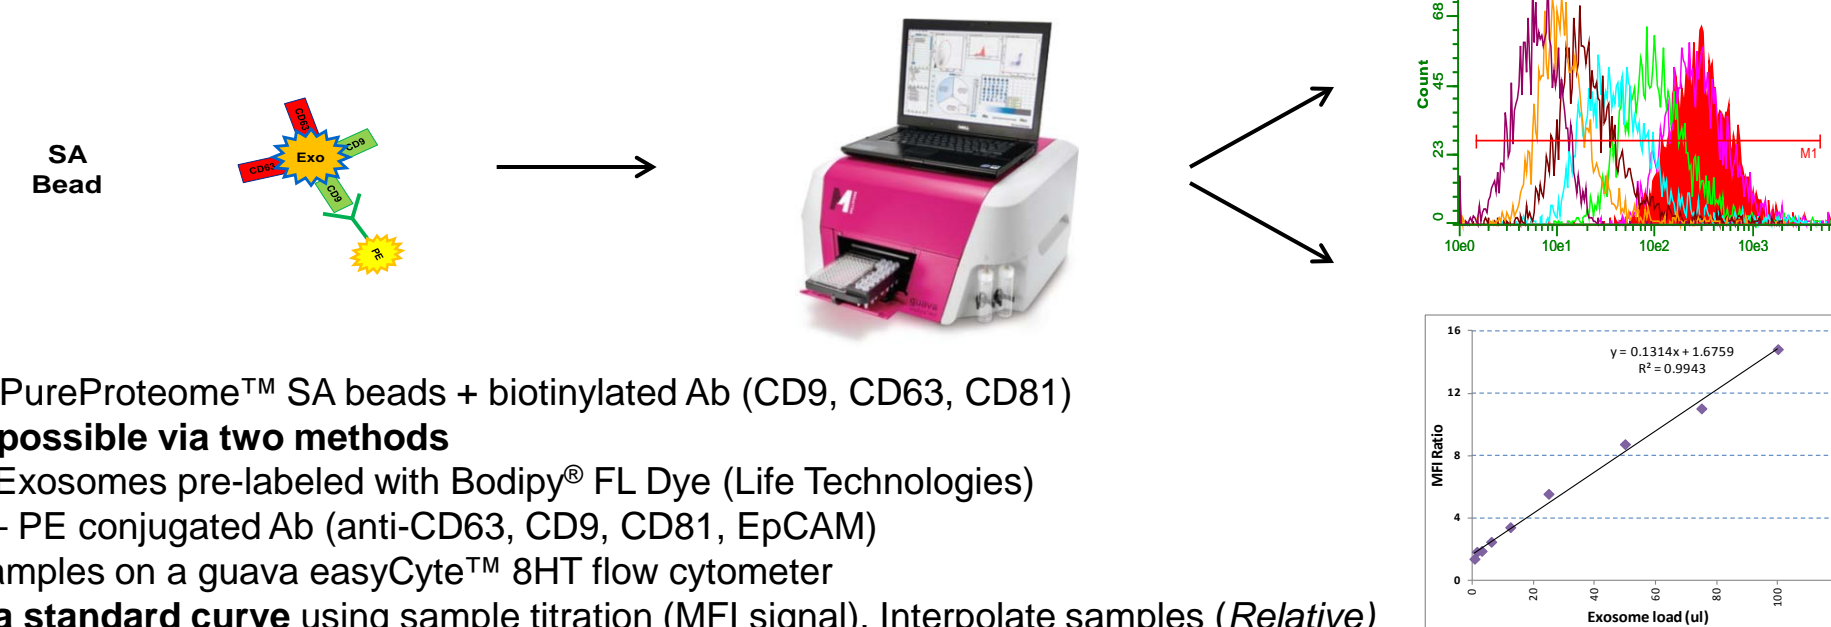 SA
Bead
CD63
CD63
Exo
CD9
CD9
PE
guava
Count
68
45
23
0
M1
10e0 10e1 10e2 10e3
PureProteome™ SA beads + biotinylated Ab (CD9, CD63, CD81)
possible via two methods
Exosomes pre-labeled with Bodipy® FL Dye (Life Technologies)
– PE conjugated Ab (anti-CD63, CD9, CD81, EpCAM)
amples on a guava easyCyte™ 8HT flow cytometer
a standard curve using sample titration (MFI signal). Interpolate samples (Relative)
MFI Ratio
16
12
8
4
0
y = 0.1314x + 1.6759
R² = 0.9943
0 20 40 60 80 100
Exosome load (ul)